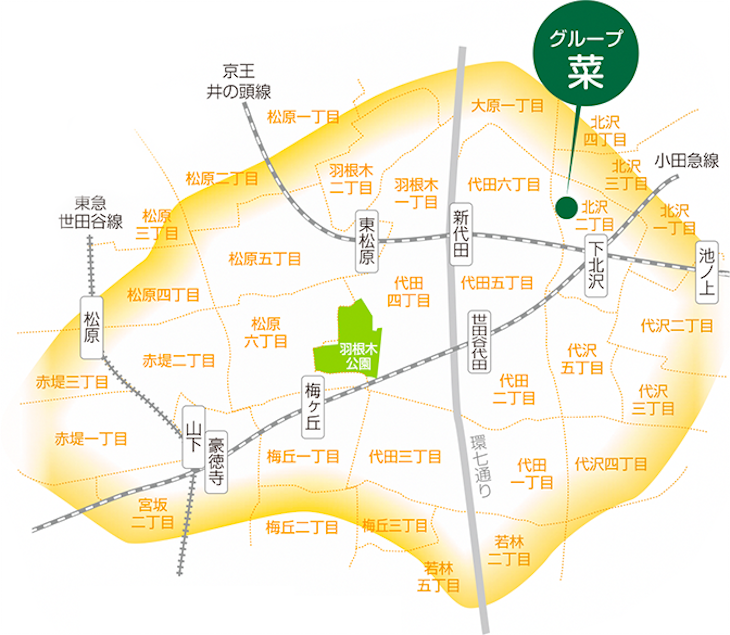 グループ
菜
京王
井の頭線
松原一丁目
大原一丁目
北沢
四丁目
松原二丁目
羽根木
二丁目
羽根木
一丁目
代田六丁目
北沢
三丁目
小田急線
東急
世田谷線
松原
三丁目
東松原
新代田
北沢
二丁目
北沢
一丁目
下北沢
池ノ上
松原五丁目
代田
四丁目
代田五丁目
松原四丁目
松原
松原
六丁目
羽根木
公園
世田谷代田
代沢二丁目
赤堤三丁目
赤堤二丁目
梅ヶ丘
代沢
五丁目
代田
二丁目
代沢
三丁目
赤堤一丁目
山下
豪徳寺
梅丘一丁目
代田三丁目
環七通り
代田
一丁目
代沢四丁目
宮坂
二丁目
梅丘二丁目
梅丘三丁目
若林
五丁目
若林
二丁目